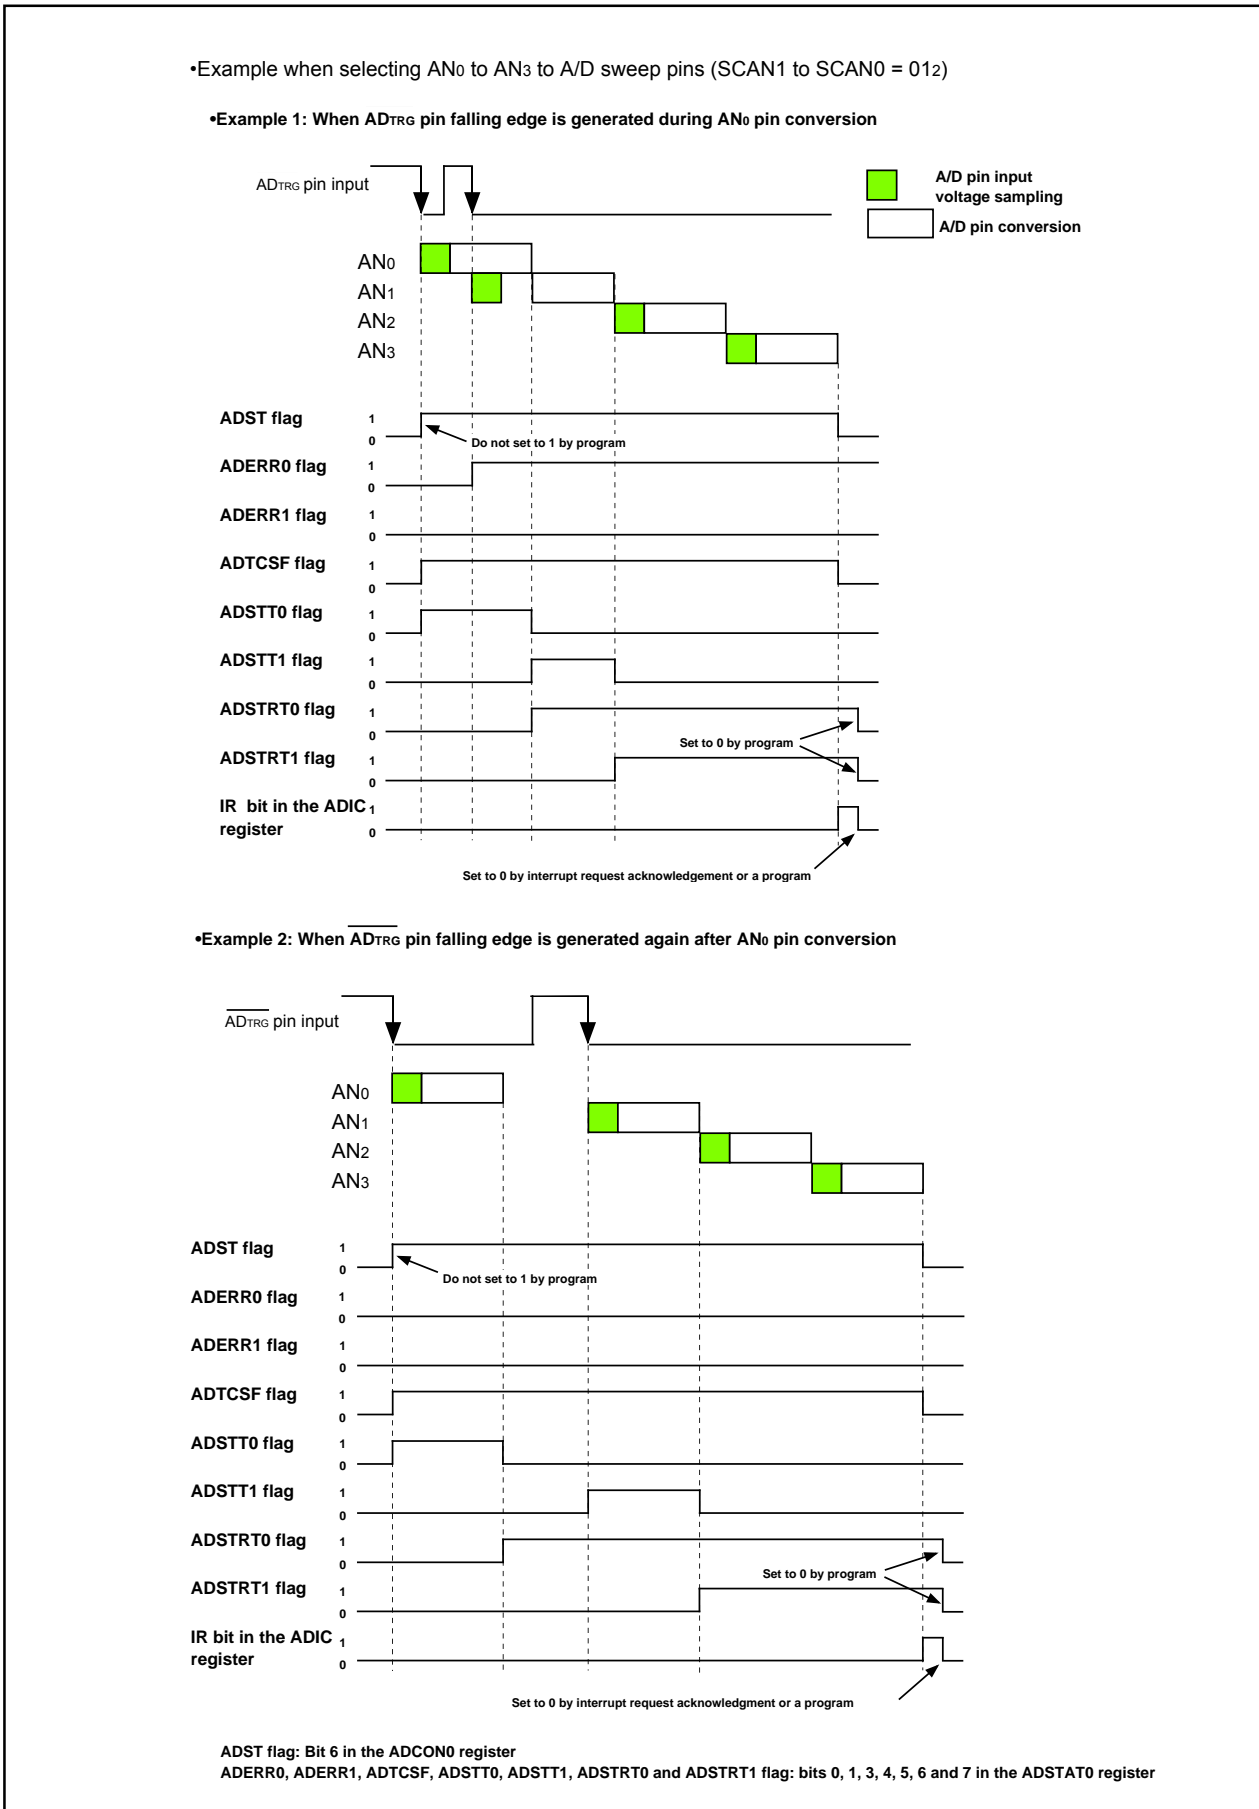 •Example when selecting AN0 to AN3 to A/D sweep pins (SCAN1 to SCAN0 = 012)
•Example 1: When ADTRG pin falling edge is generated during AN0 pin conversion
ADTRG pin input
A/D pin input
voltage sampling
A/D pin conversion
AN0
AN1
AN2
AN3
ADST flag
1
0
Do not set to 1 by program
ADERR0 flag
1
0
ADERR1 flag
1
0
ADTCSF flag
1
0
ADSTT0 flag
1
0
ADSTT1 flag
1
0
ADSTRT0 flag
1
0
Set to 0 by program
ADSTRT1 flag
1
0
IR bit in the ADIC
register
1
0
Set to 0 by interrupt request acknowledgement or a program
•Example 2: When ADTRG pin falling edge is generated again after AN0 pin conversion
ADTRG pin input
AN0
AN1
AN2
AN3
ADST flag
1
0
Do not set to 1 by program
ADERR0 flag
1
0
ADERR1 flag
1
0
ADTCSF flag
1
0
ADSTT0 flag
1
0
ADSTT1 flag
1
0
ADSTRT0 flag
1
0
Set to 0 by program
ADSTRT1 flag
1
0
IR bit in the ADIC
register
1
0
Set to 0 by interrupt request acknowledgment or a program
ADST flag: Bit 6 in the ADCON0 register
ADERR0, ADERR1, ADTCSF, ADSTT0, ADSTT1, ADSTRT0 and ADSTRT1 flag: bits 0, 1, 3, 4, 5, 6 and 7 in the ADSTAT0 register